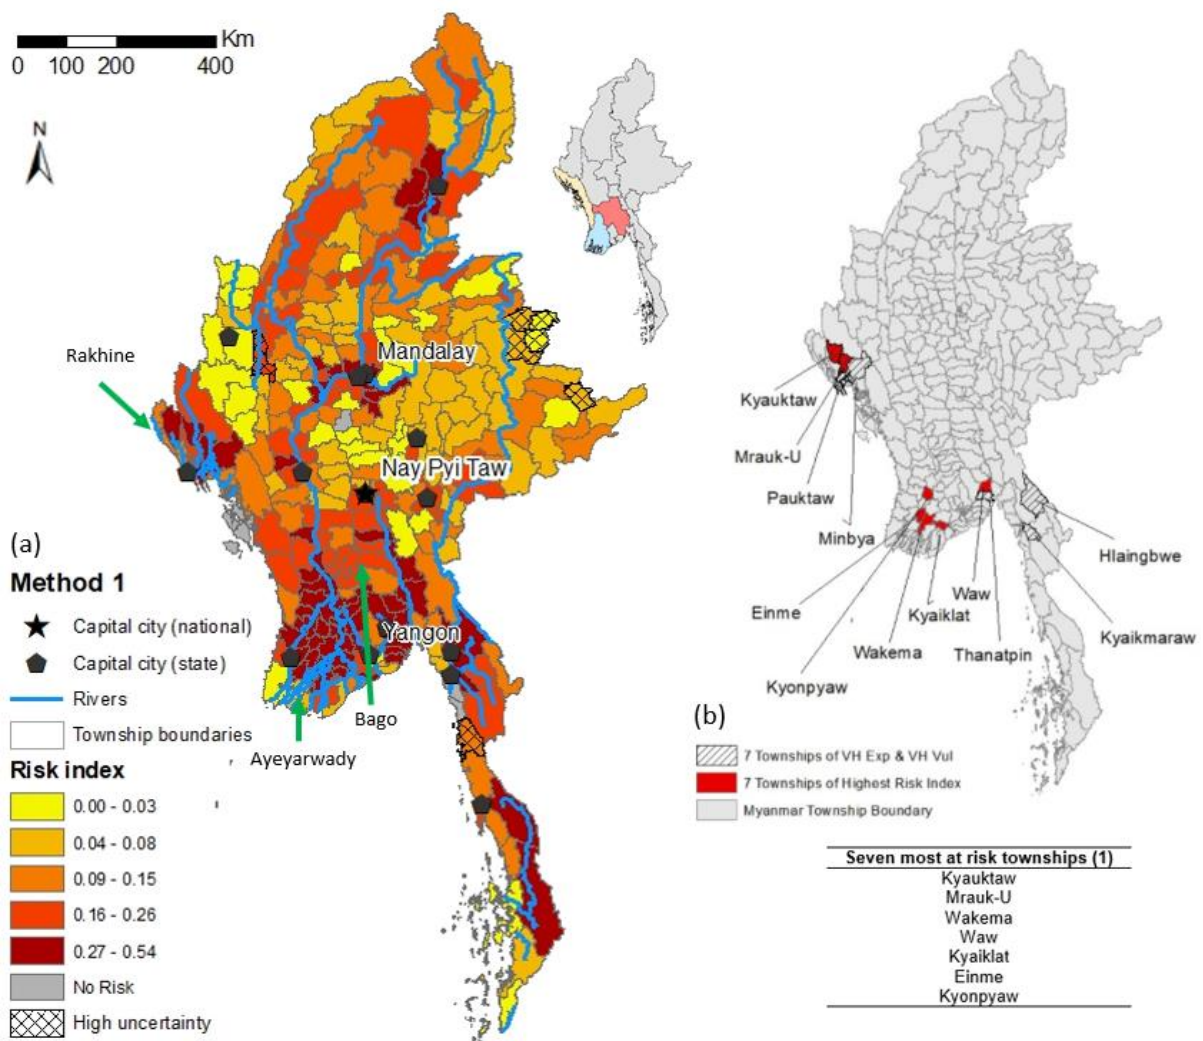 Km
0 100 200 400
N
Rakhine
Mandalay
Nay Pyi Taw
Yangon
Bago
Ayeyarwady
(a)
Method 1
Capital city (national)
Capital city (state)
Rivers
Township boundaries
Risk index
0.00 - 0.03
0.04 - 0.08
0.09 - 0.15
0.16 - 0.26
0.27 - 0.54
No Risk
High uncertainty
Kyauktaw
Mrauk-U
Pauktaw
Minbya
Hlaingbwe
Einme
Waw
Kyaiklat
Kyaikmaraw
Wakema
Thanatpin
Kyonpyaw
(b)
7 Townships of VH Exp & VH Vul
7 Townships of Highest Risk Index
Myanmar Township Boundary
Seven most at risk townships (1)
Kyauktaw
Mrauk-U
Wakema
Waw
Kyaiklat
Einme
Kyonpyaw